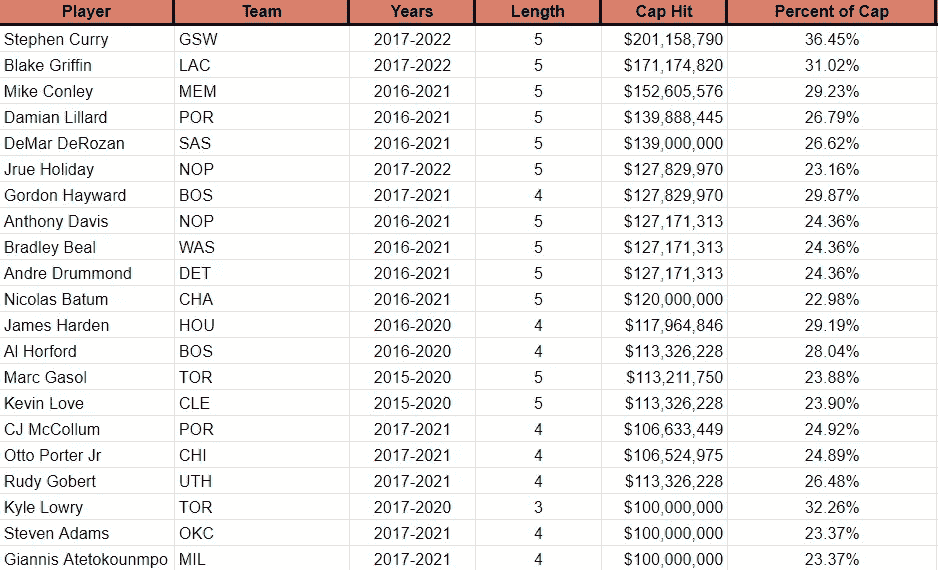 Player Team Years Length Cap Hit Percent of Cap
Stephen Curry GSW 2017-2022 5 $201,158,790 36.45%
Blake Griffin LAC 2017-2022 5 $171,174,820 31.02%
Mike Conley MEM 2016-2021 5 $152,605,576 29.23%
Damian Lillard POR 2016-2021 5 $139,888,445 26.79%
DeMar DeRozan SAS 2016-2021 5 $139,000,000 26.62%
Jrue Holiday NOP 2017-2022 5 $127,829,970 23.16%
Gordon Hayward BOS 2017-2021 4 $127,829,970 29.87%
Anthony Davis NOP 2016-2021 5 $127,171,313 24.36%
Bradley Beal WAS 2016-2021 5 $127,171,313 24.36%
Andre Drummond DET 2016-2021 5 $127,171,313 24.36%
Nicolas Batum CHA 2016-2021 5 $120,000,000 22.98%
James Harden HOU 2016-2020 4 $117,964,846 29.19%
Al Horford BOS 2016-2020 4 $113,326,228 28.04%
Marc Gasol TOR 2015-2020 5 $113,211,750 23.88%
Kevin Love CLE 2015-2020 5 $113,326,228 23.90%
CJ McCollum POR 2017-2021 4 $106,633,449 24.92%
Otto Porter Jr CHI 2017-2021 4 $106,524,975 24.89%
Rudy Gobert UTH 2017-2021 4 $113,326,228 26.48%
Kyle Lowry TOR 2017-2020 3 $100,000,000 32.26%
Steven Adams OKC 2017-2021 4 $100,000,000 23.37%
Giannis Atetokounmpo MIL 2017-2021 4 $100,000,000 23.37%